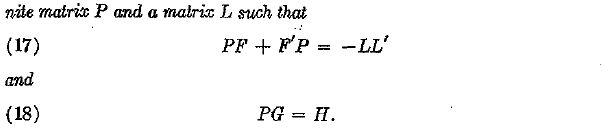 nite matrix P and a matrix L such that
(17) PF + F'P = −LL'
and
(18) PG = H.